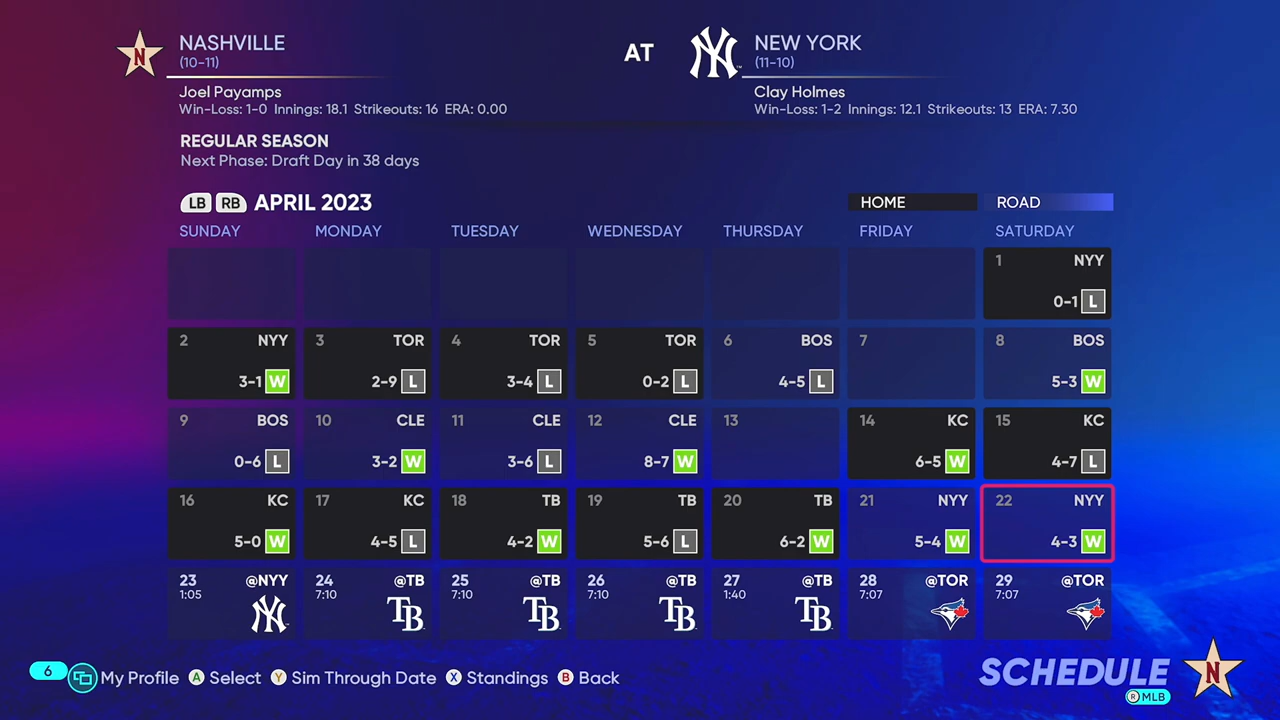 NASHVILLE
(10-11)
Joel Payamps
Win-Loss: 1-0 Innings: 18.1 Strikeouts: 16 ERA: 0.00
AT
NEW YORK
(11-10)
Clay Holmes
Win-Loss: 1-2 Innings: 12.1 Strikeouts: 13 ERA: 7.30
REGULAR SEASON
Next Phase: Draft Day in 38 days
LB RB APRIL 2023
HOME ROAD
SUNDAY MONDAY TUESDAY WEDNESDAY THURSDAY FRIDAY SATURDAY
1 NYY
0-1 L
2 NYY 3 TOR 4 TOR 5 TOR 6 BOS 7 8 BOS
3-1 W 2-9 L 3-4 L 0-2 L 4-5 L 5-3 W
9 BOS 10 CLE 11 CLE 12 CLE 13 14 KC 15 KC
0-6 L 3-2 W 3-6 L 8-7 W 6-5 W 4-7 L
16 KC 17 KC 18 TB 19 TB 20 TB 21 NYY 22 NYY
5-0 W 4-5 L 4-2 W 5-6 L 6-2 W 5-4 W 4-3 W
23 @NYY 24 @TB 25 @TB 26 @TB 27 @TB 28 @TOR 29 @TOR
1:05 7:10 7:10 7:10 1:40 7:07 7:07
NY TB TB TB TB
6 My Profile A Select Y Sim Through Date X Standings B Back
SCHEDULE N
R MLB